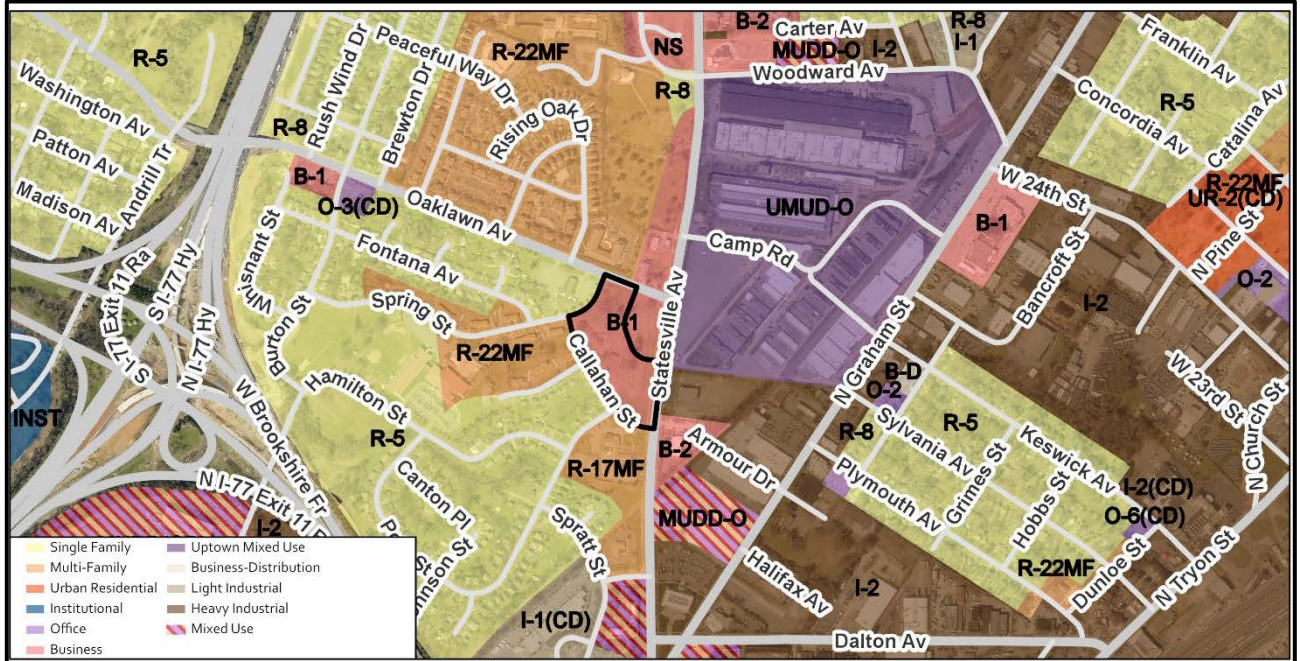 B-2
Carter Av
R-8
I-1
Franklin Av
R-5
Peaceful Way Dr
R-22MF
NS
MUDD-O
I-2
Woodward Av
Washington Av
Rush Wind Dr
Brewton Dr
Rising Oak Dr
R-8
Concordia Av
R-5
Catalina Av
Patton Av
R-8
Madison Av
Andrill Tr
B-1
O-3(CD)
Oaklawn Av
UMUD-O
W 24th St
R-22MF
UR-2(CD)
N Pine St
B-1
Whisnant St
Fontana Av
Camp Rd
Bancroft St
O-2
S I-77 Exit 11 Ra
S I-77 Hy
N I-77 Hy
Burton St
Spring St
R-22MF
B-1
Statesville Av
N Graham St
I-2
I-77 S
Callahan St
B-D
O-2
W 23rd St
INST
W Brookshire Fr
Hamilton St
R-5
R-8
R-5
Sylvania Av
Keswick Av
N Church St
R-17MF
B-2
Armour Dr
Plymouth Av
Grimes St
Hobbs St
I-2(CD)
O-6(CD)
N I-77 Exit 11
I-2
Canton Pl
MUDD-O
Spratt St
R-22MF
Dunloe St
N Tryon St
Halifax Av
I-2
I-1(CD)
Dalton Av
Single Family
Multi-Family
Urban Residential
Institutional
Office
Business
Uptown Mixed Use
Business-Distribution
Light Industrial
Heavy Industrial
Mixed Use